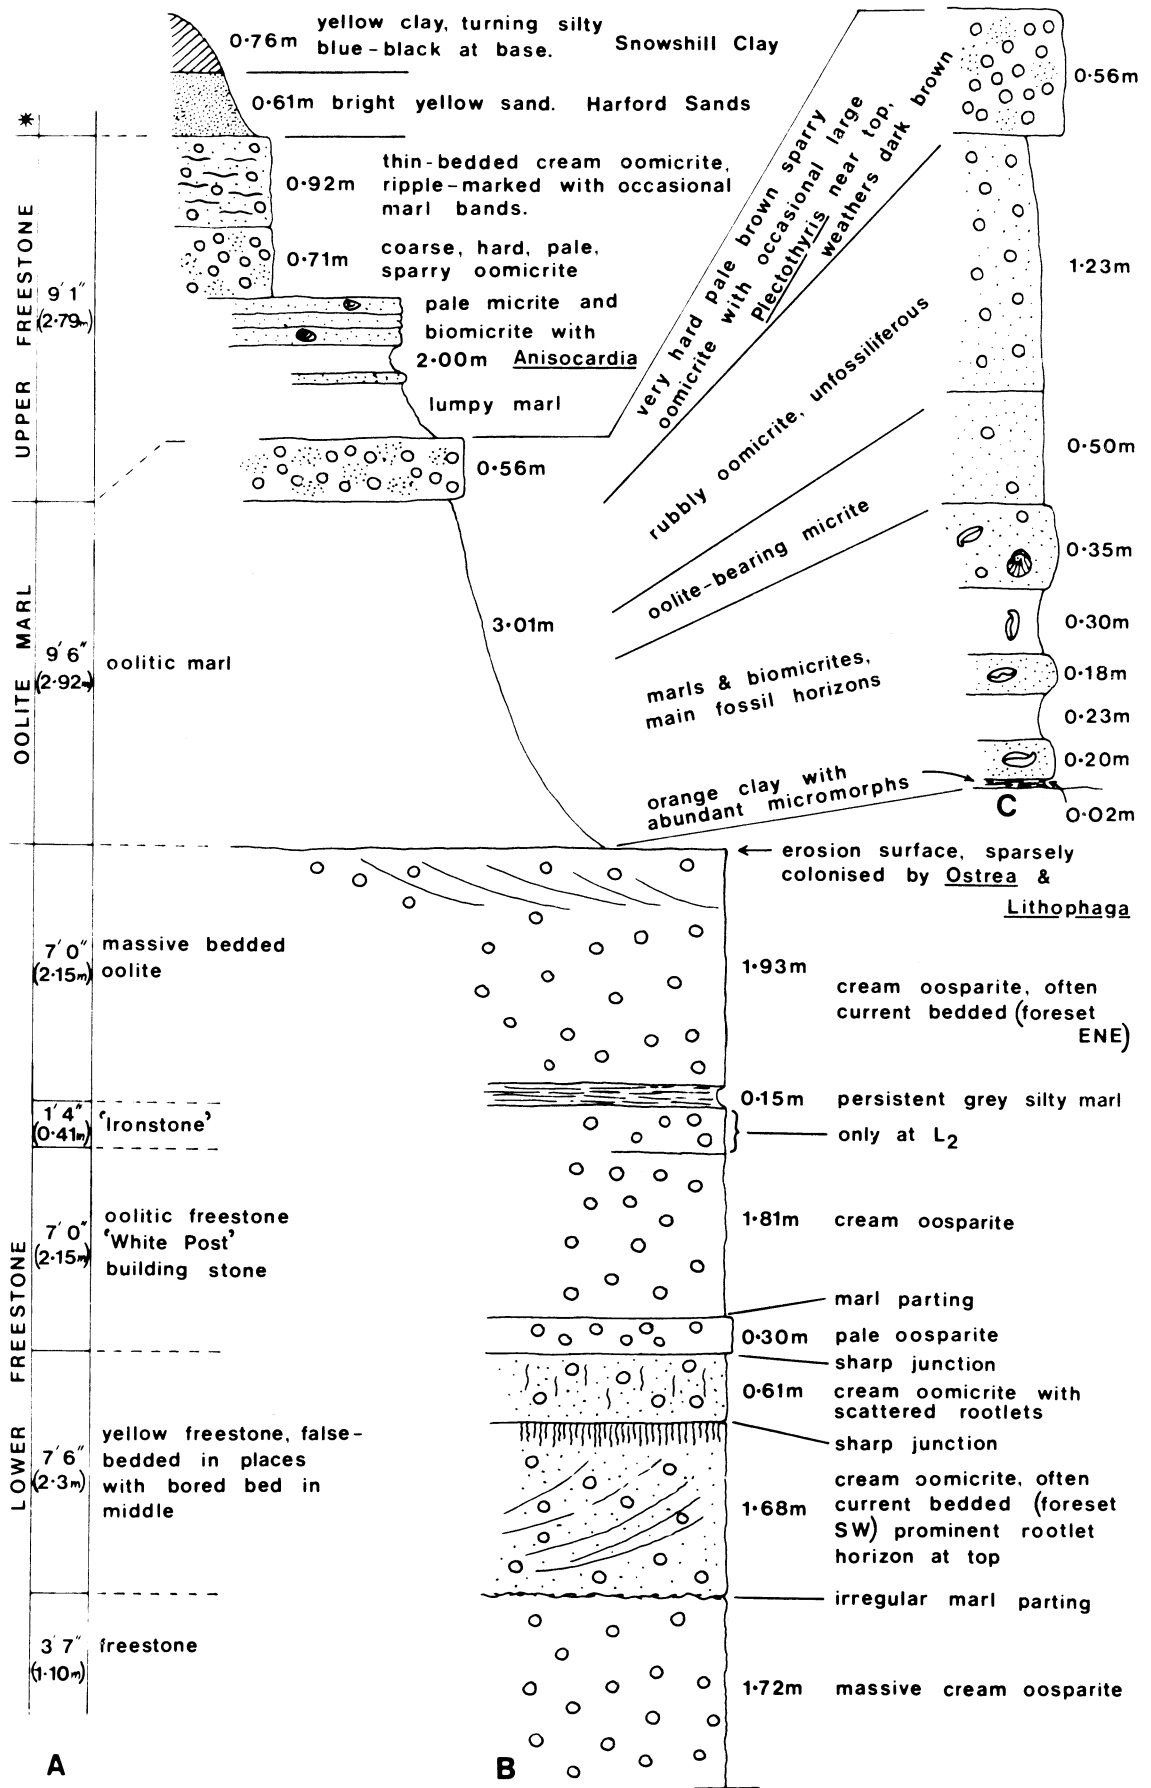 yellow clay, turning silty
0·76m blue-black at base. Snowshill Clay
0·61m bright yellow sand. Harford Sands
*
thin-bedded cream oomicrite,
0·92m ripple-marked with occasional
marl bands.
coarse, hard, pale,
0·71m sparry oomicrite
pale micrite and
biomicrite with
2·00m Anisocardia
lumpy marl
0·56m
UPPER FREESTONE
9' 1"
(2·79m)
OOLITE MARL
9' 6"
(2·92m)
oolitic marl
3·01m
very hard pale brown sparry
oomicrite with occasional large
Plectothyris near top,
weathers dark brown
rubbly oomicrite, unfossiliferous
oolite-bearing micrite
marls & biomicrites,
main fossil horizons
orange clay with
abundant micromorphs
0·56m
1·23m
0·50m
0·35m
0·30m
0·18m
0·23m
0·20m
C
0·02m
erosion surface, sparsely
colonised by Ostrea &
Lithophaga
LOWER FREESTONE
7' 0"
(2·15m)
massive bedded
oolite
1·93m
cream oosparite, often
current bedded (foreset
ENE)
1' 4"
(0·41m)
'Ironstone'
0·15m persistent grey silty marl
only at L2
7' 0"
(2·15m)
oolitic freestone
'White Post'
building stone
1·81m cream oosparite
marl parting
0·30m pale oosparite
sharp junction
0·61m cream oomicrite with
scattered rootlets
sharp junction
7' 6"
(2·3m)
yellow freestone, false-
bedded in places
with bored bed in
middle
1·68m
cream oomicrite, often
current bedded (foreset
SW) prominent rootlet
horizon at top
irregular marl parting
3' 7"
(1·10m)
freestone
1·72m massive cream oosparite
A
B